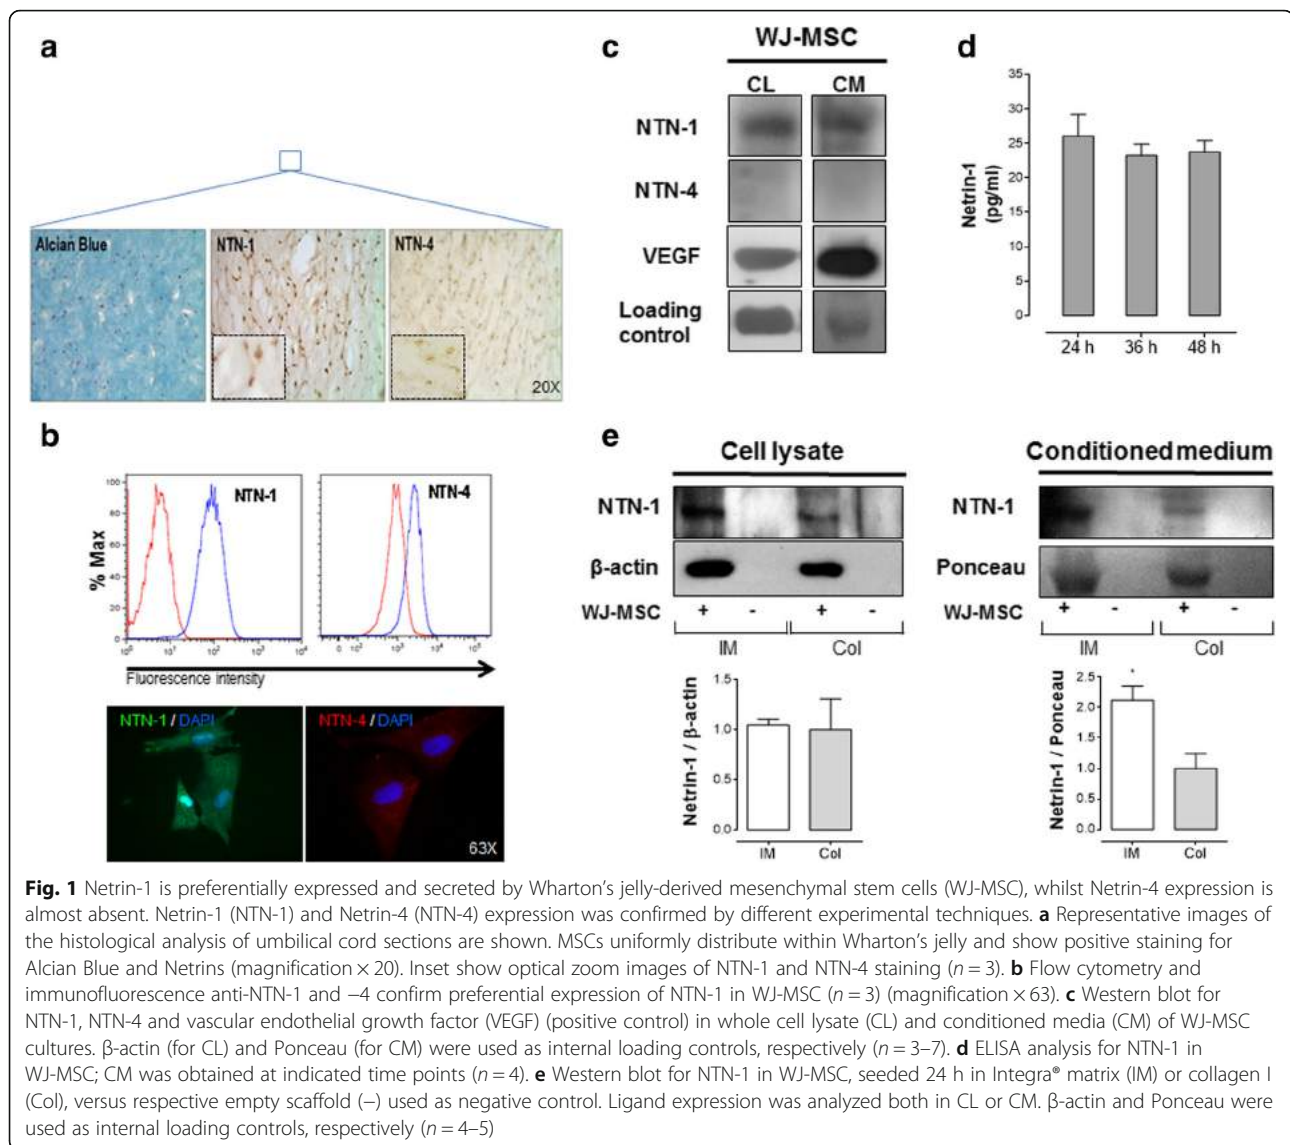 a
Alcian Blue
NTN-1
NTN-4
20X
b
% Max
100
80
60
40
20
0
NTN-1
10⁰ 10¹ 10² 10³ 10⁴
NTN-4
0 10² 10³ 10⁴ 10⁵
Fluorescence intensity
NTN-1 / DAPI
NTN-4 / DAPI
63X
c
WJ-MSC
CL CM
NTN-1
NTN-4
VEGF
Loading
control
d
Netrin-1
(pg/ml)
35
30
25
20
15
10
5
0
24 h 36 h 48 h
e
Cell lysate
NTN-1
β-actin
WJ-MSC + - + -
IM Col
Netrin-1 / β-actin
1.5
1.0
0.5
0.0
IM Col
Conditioned medium
NTN-1
Ponceau
WJ-MSC + - + -
IM Col
Netrin-1 / Ponceau
2.5
2.0
1.5
1.0
0.5
0.0
*
IM Col
Fig. 1 Netrin-1 is preferentially expressed and secreted by Wharton's jelly-derived mesenchymal stem cells (WJ-MSC), whilst Netrin-4 expression is
almost absent. Netrin-1 (NTN-1) and Netrin-4 (NTN-4) expression was confirmed by different experimental techniques. a Representative images of
the histological analysis of umbilical cord sections are shown. MSCs uniformly distribute within Wharton's jelly and show positive staining for
Alcian Blue and Netrins (magnification × 20). Inset show optical zoom images of NTN-1 and NTN-4 staining (n = 3). b Flow cytometry and
immunofluorescence anti-NTN-1 and −4 confirm preferential expression of NTN-1 in WJ-MSC (n = 3) (magnification × 63). c Western blot for
NTN-1, NTN-4 and vascular endothelial growth factor (VEGF) (positive control) in whole cell lysate (CL) and conditioned media (CM) of WJ-MSC
cultures. β-actin (for CL) and Ponceau (for CM) were used as internal loading controls, respectively (n = 3–7). d ELISA analysis for NTN-1 in
WJ-MSC; CM was obtained at indicated time points (n = 4). e Western blot for NTN-1 in WJ-MSC, seeded 24 h in Integra® matrix (IM) or collagen I
(Col), versus respective empty scaffold (−) used as negative control. Ligand expression was analyzed both in CL or CM. β-actin and Ponceau were
used as internal loading controls, respectively (n = 4–5)